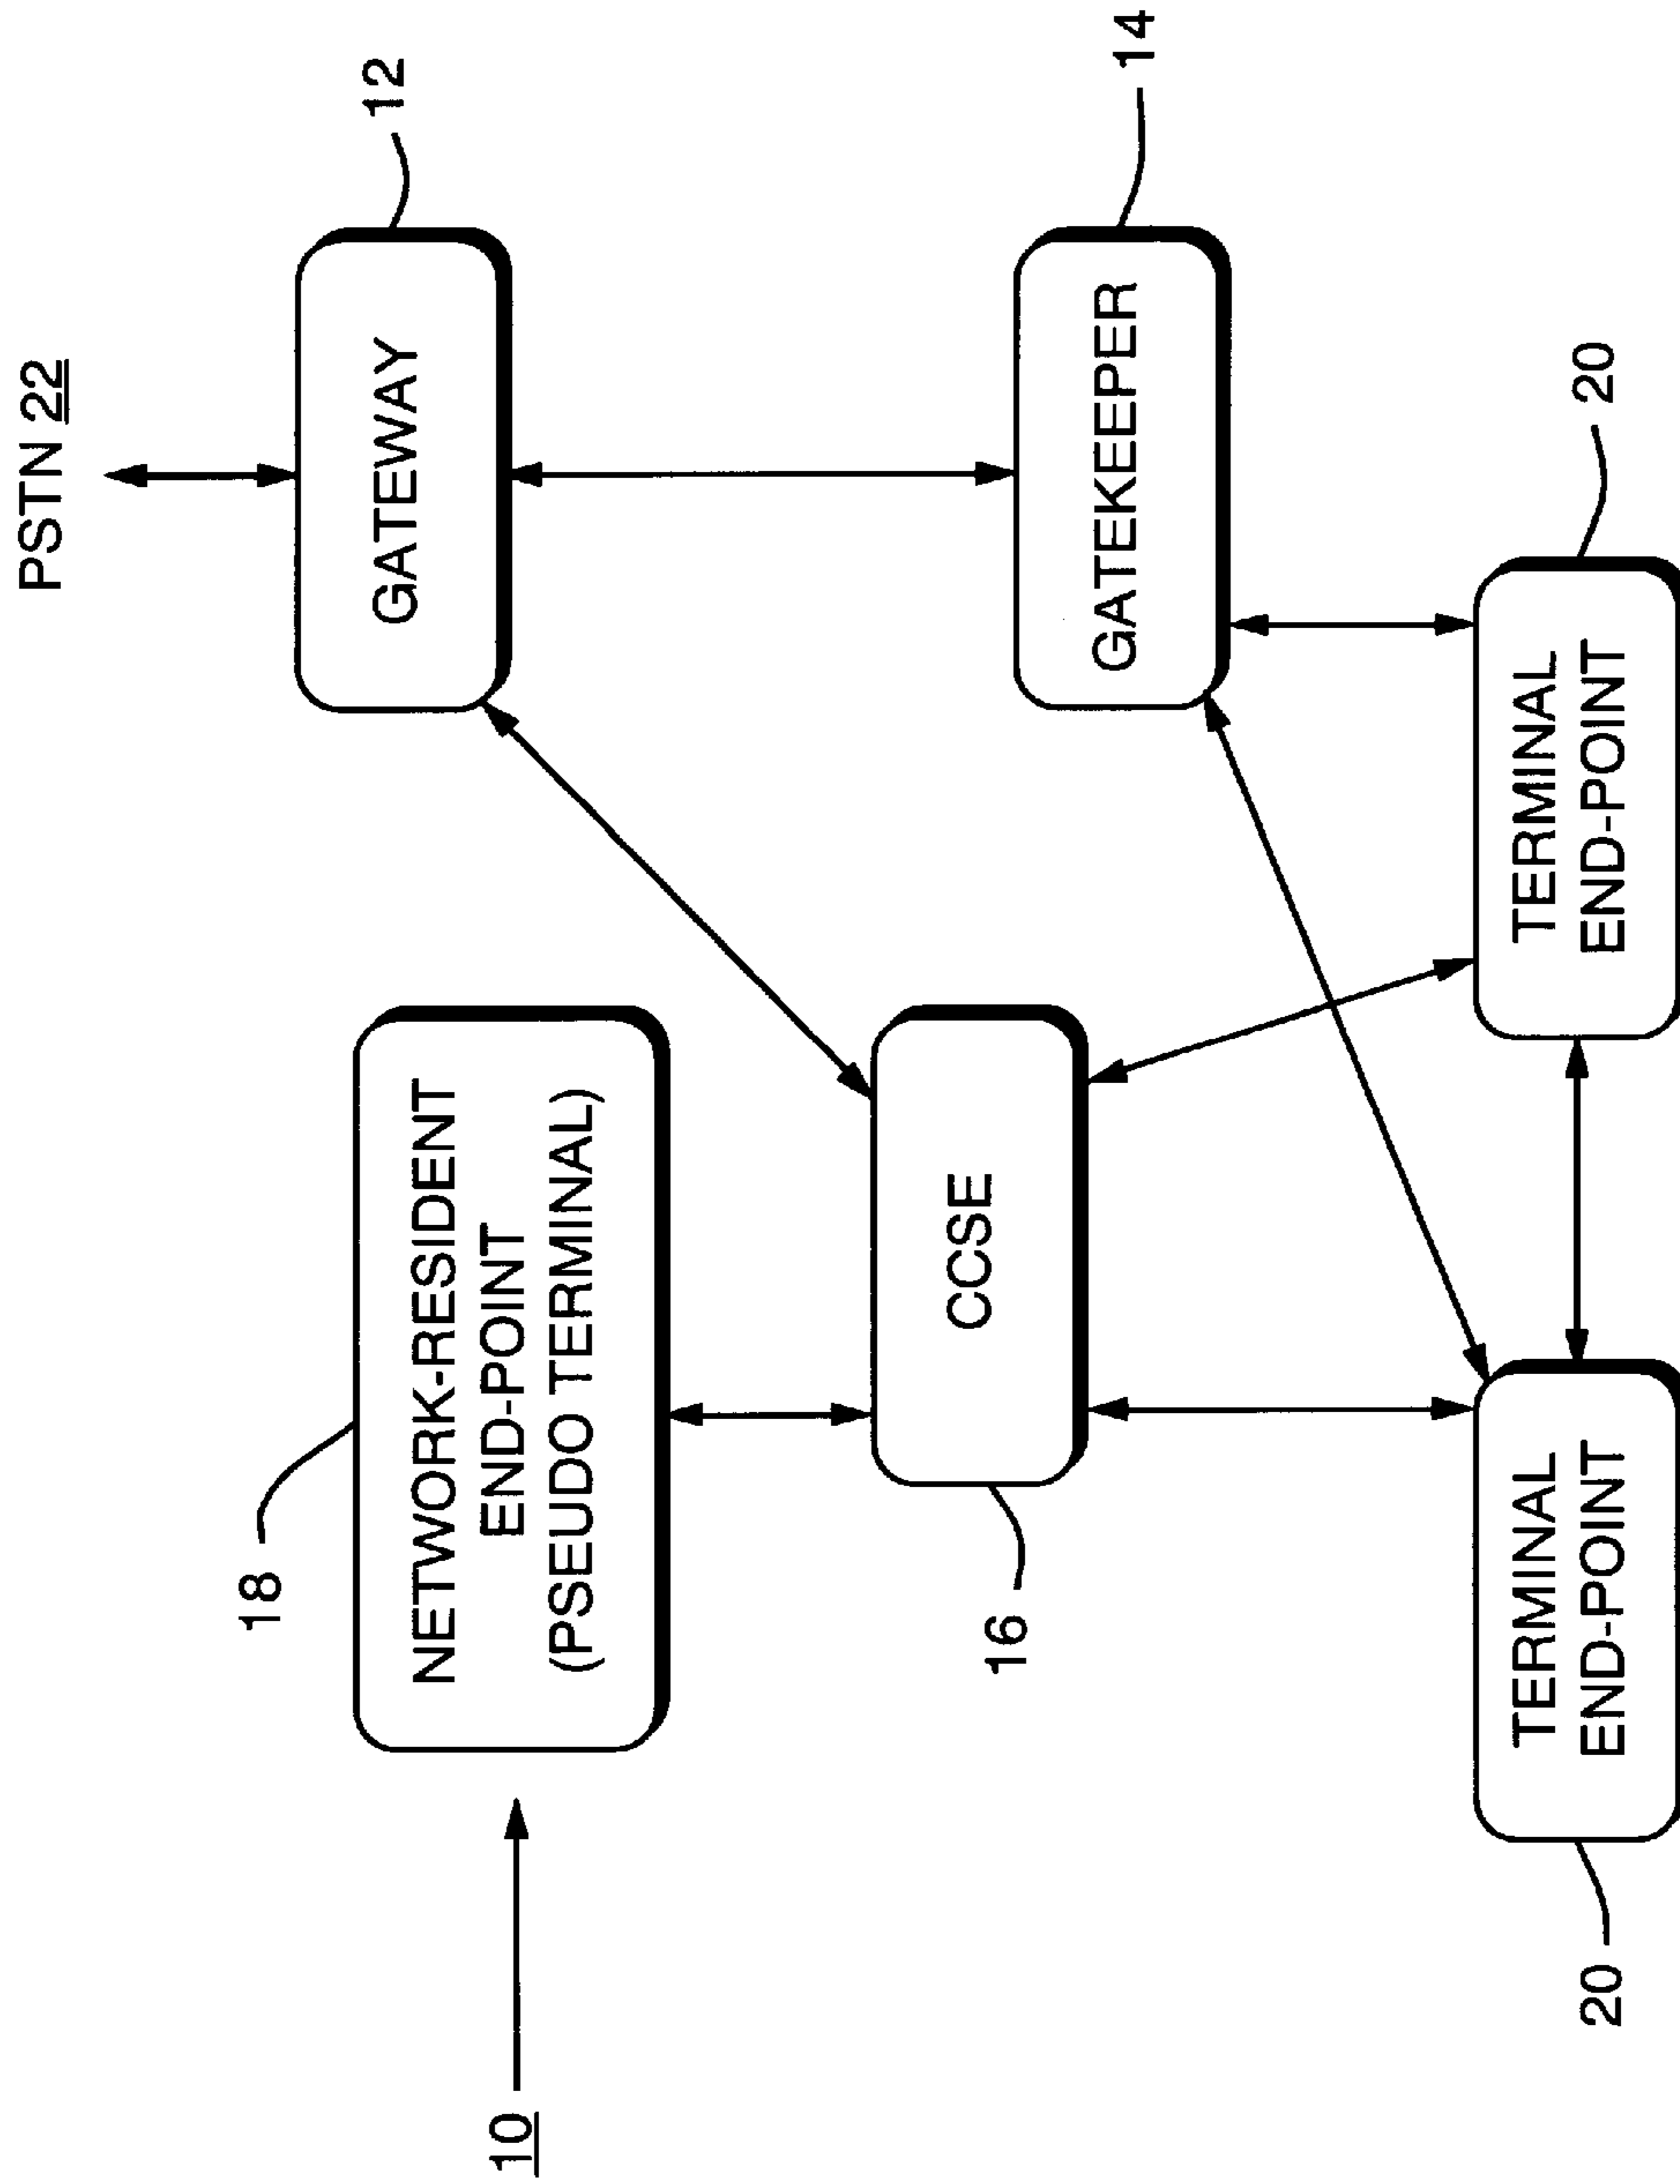 PSTN 22
10
18
NETWORK-RESIDENT
END-POINT
(PSEUDO TERMINAL)
GATEWAY
12
16
CCSE
GATEKEEPER
14
20
TERMINAL
END-POINT
TERMINAL
END-POINT
20